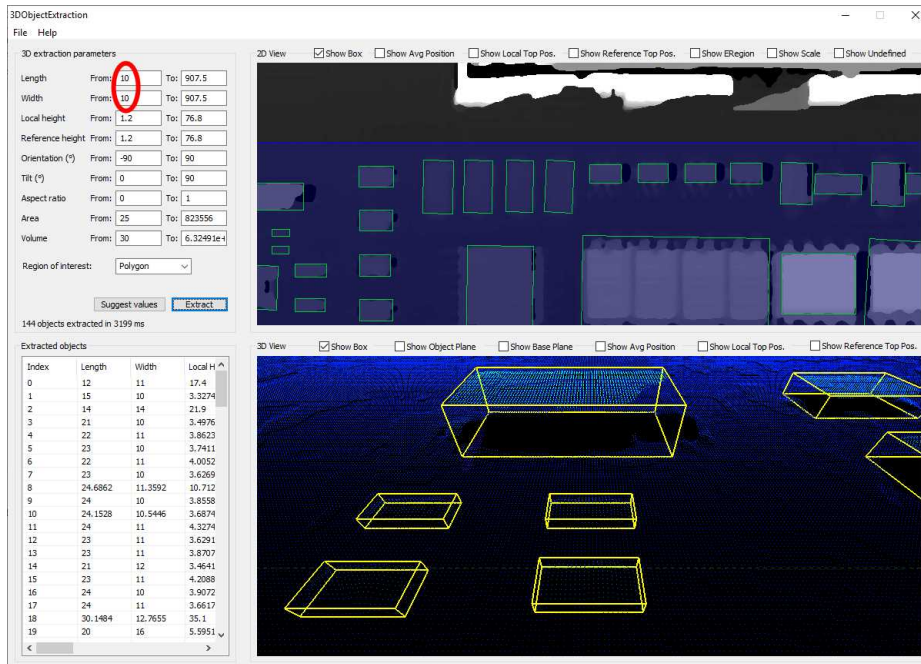 3DObjectExtraction
File Help
3D extraction parameters
Length From: 10 To: 907.5
Width From: 10 To: 907.5
Local height From: 1.2 To: 76.8
Reference height From: 1.2 To: 76.8
Orientation (°) From: -90 To: 90
Tilt (°) From: 0 To: 90
Aspect ratio From: 0 To: 1
Area From: 25 To: 823556
Volume From: 30 To: 6.32491e+
Region of interest: Polygon
Suggest values Extract
144 objects extracted in 3199 ms
2D View Show Box Show Avg Position Show Local Top Pos. Show Reference Top Pos. Show ERegion Show Scale Show Undefined
Extracted objects
Index Length Width Local H
0 12 11 17.4
1 15 10 3.3274
2 14 14 21.9
3 21 10 3.4976
4 22 11 3.8623
5 23 10 3.7411
6 22 11 4.0052
7 23 10 3.6269
8 24.6862 11.3592 10.712
9 24 10 3.8558
10 24.1528 10.5446 3.6874
11 24 11 4.3274
12 23 11 3.6291
13 23 11 3.8707
14 21 12 3.4641
15 23 11 4.2088
16 24 10 3.9072
17 24 11 3.6617
18 30.1484 12.7655 35.1
19 20 16 5.5951
3D View Show Box Show Object Plane Show Base Plane Show Avg Position Show Local Top Pos. Show Reference Top Pos.